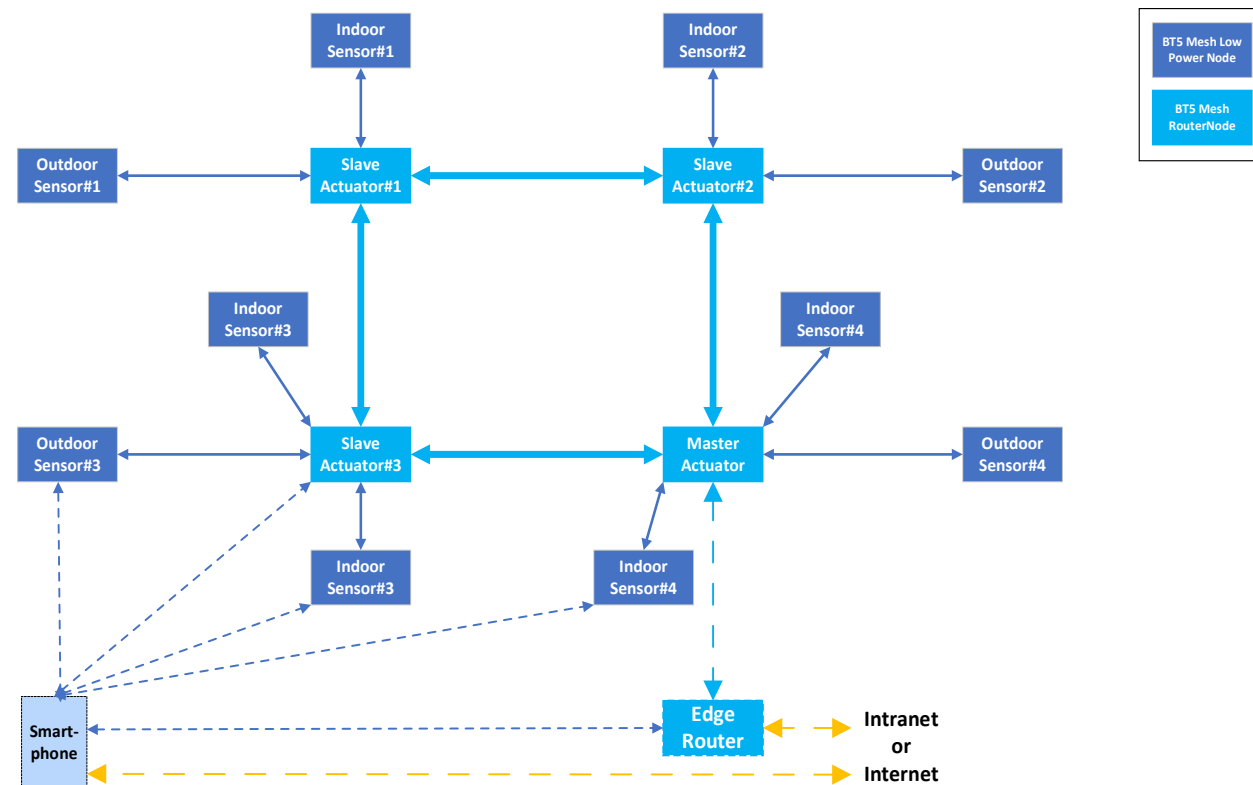 Indoor
Sensor#1
Indoor
Sensor#2
BT5 Mesh Low
Power Node
BT5 Mesh
RouterNode
Outdoor
Sensor#1
Slave
Actuator#1
Slave
Actuator#2
Outdoor
Sensor#2
Indoor
Sensor#3
Indoor
Sensor#4
Outdoor
Sensor#3
Slave
Actuator#3
Master
Actuator
Outdoor
Sensor#4
Indoor
Sensor#3
Indoor
Sensor#4
Smart-
phone
Edge
Router
Intranet
or
Internet